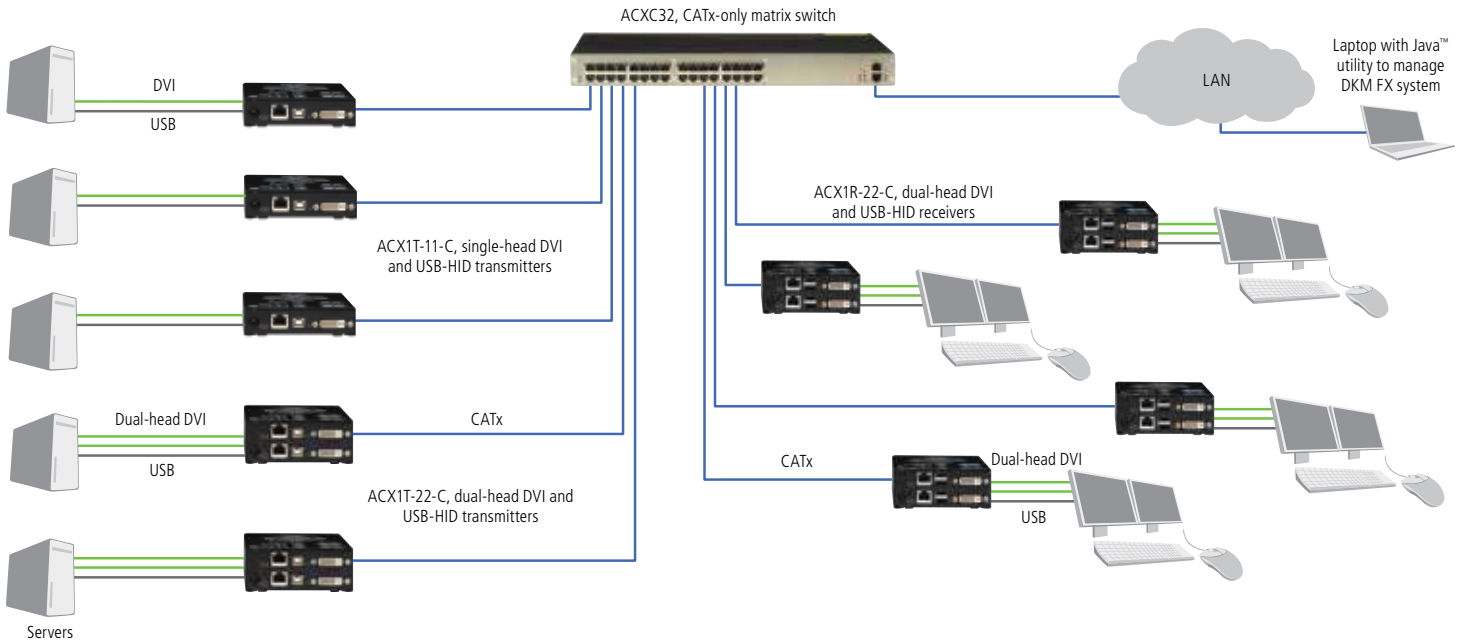 ACXC32, CATx-only matrix switch
DVI
USB
LAN
Laptop with Java™
utility to manage
DKM FX system
ACX1R-22-C, dual-head DVI
and USB-HID receivers
ACX1T-11-C, single-head DVI
and USB-HID transmitters
Dual-head DVI
USB
CATx
ACX1T-22-C, dual-head DVI and
USB-HID transmitters
CATx
Dual-head DVI
USB
Servers